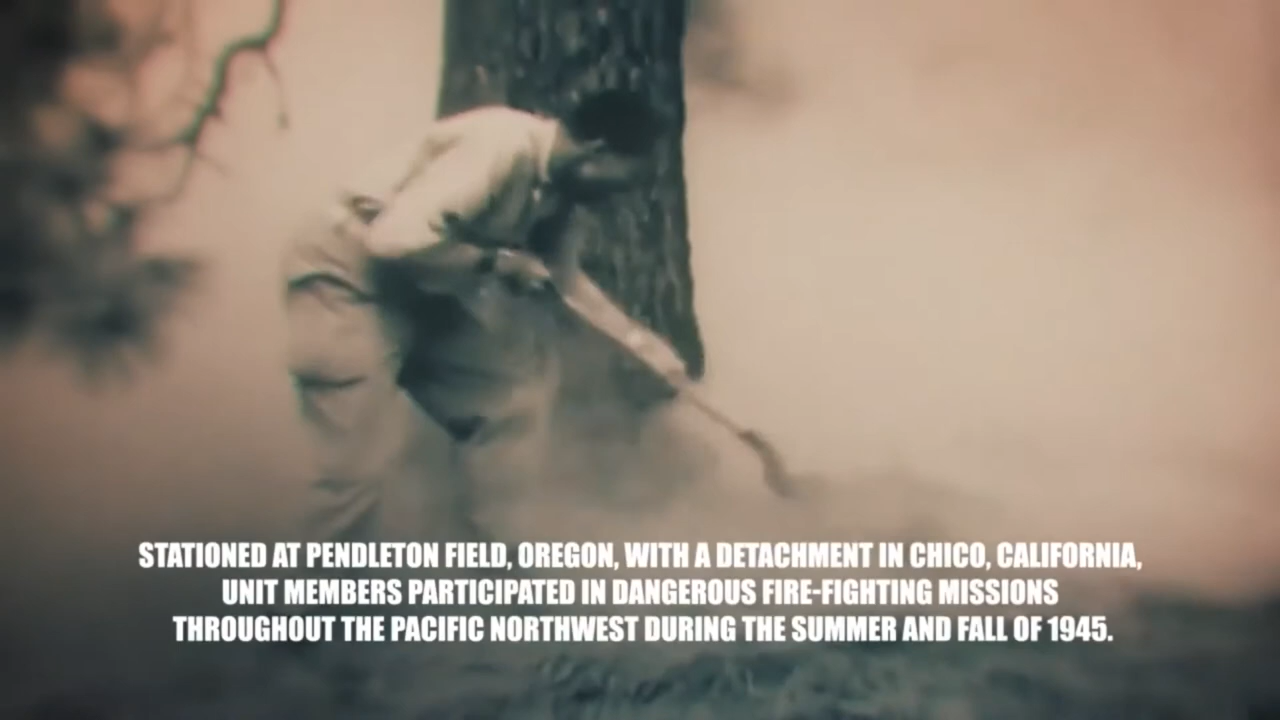 STATIONED AT PENDLETON FIELD, OREGON, WITH A DETACHMENT IN CHICO, CALIFORNIA,
UNIT MEMBERS PARTICIPATED IN DANGEROUS FIRE-FIGHTING MISSIONS
THROUGHOUT THE PACIFIC NORTHWEST DURING THE SUMMER AND FALL OF 1945.